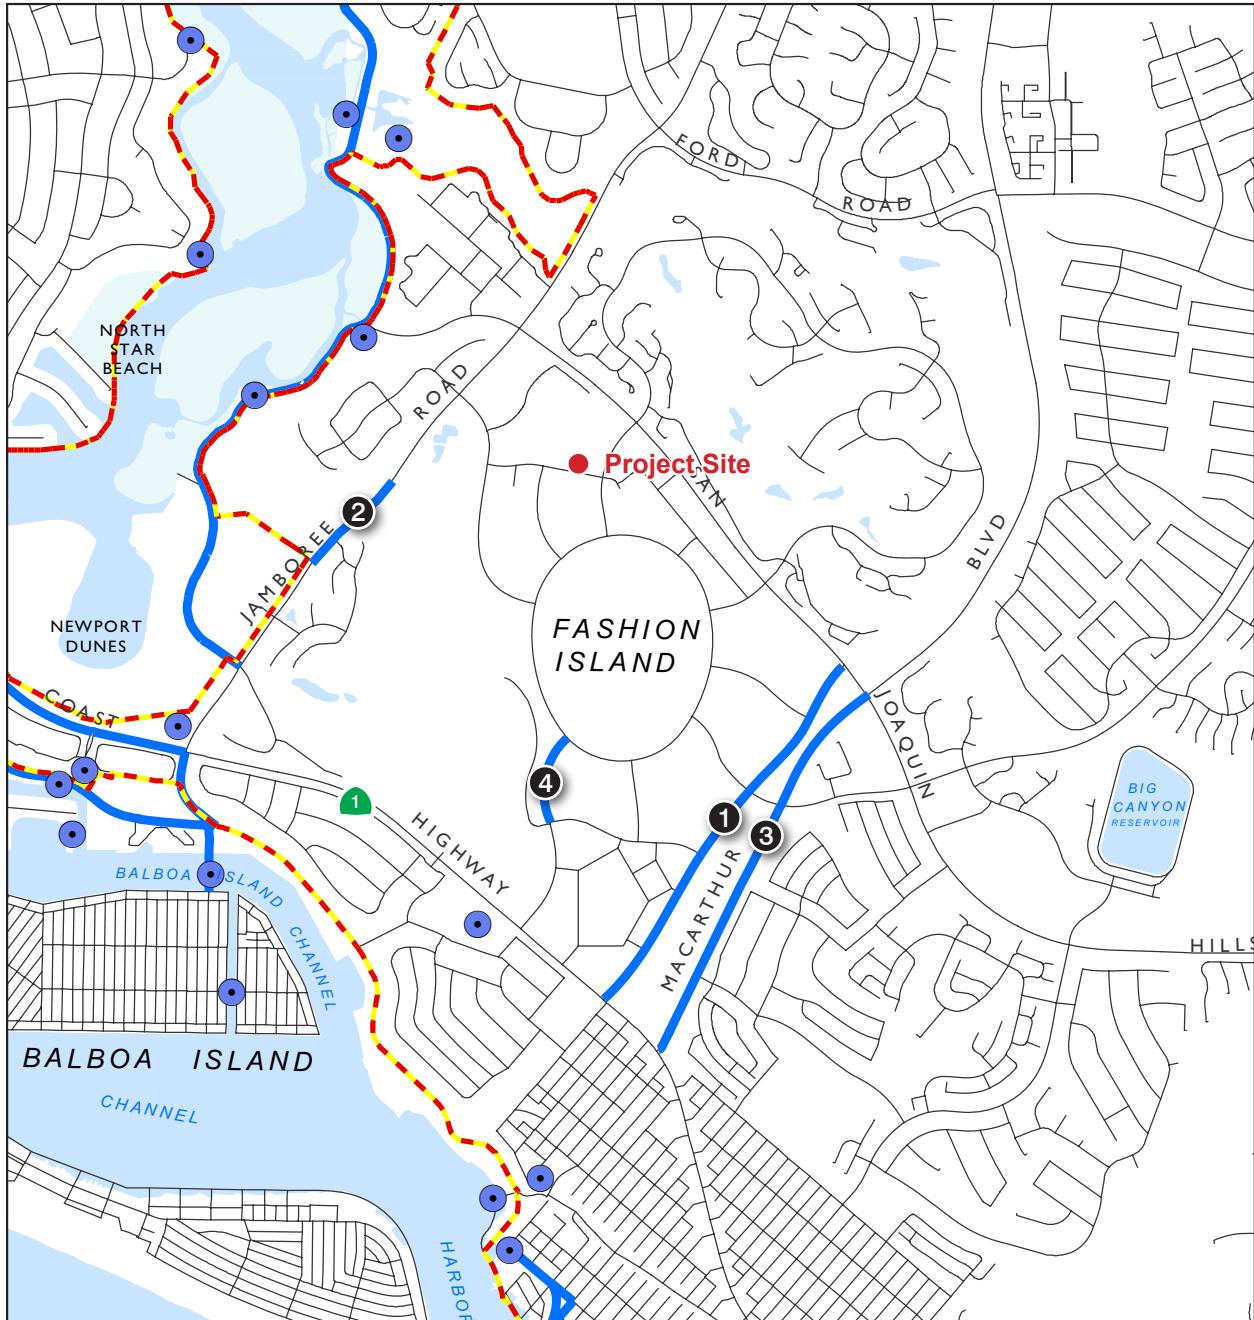 FORD
ROAD
NORTH
STAR
BEACH
ROAD
Project Site
SAN
2
JAMBOREE
BLVD
NEWPORT
DUNES
FASHION
ISLAND
COAST
JOAQUIN
4
1
HIGHWAY
1
3
MACARTHUR
BIG
CANYON
RESERVOIR
BALBOA ISLAND
CHANNEL
HILLS
BALBOA ISLAND
CHANNEL
HARBOR